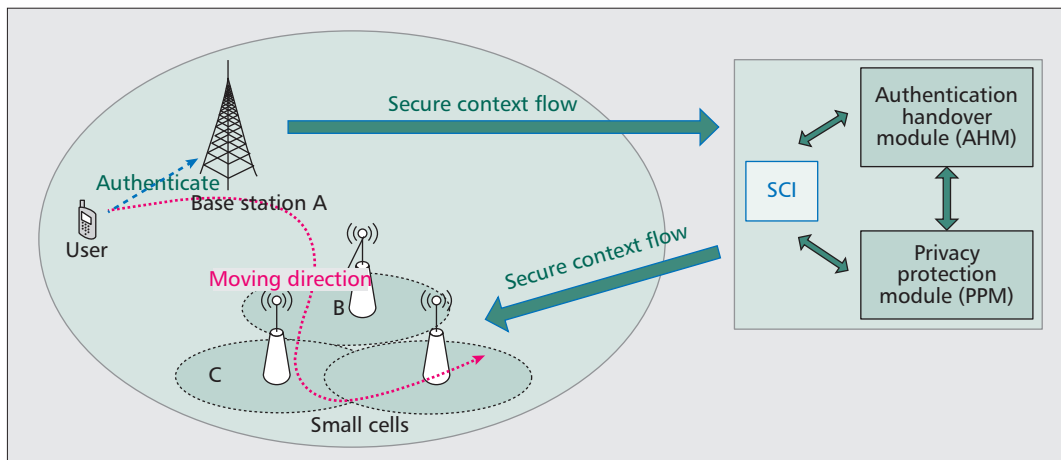 Secure context flow
Authentication
handover
module (AHM)
Authenticate
SCI
Base station A
User
Secure context flow
Privacy
protection
module (PPM)
Moving direction
B
C
Small cells